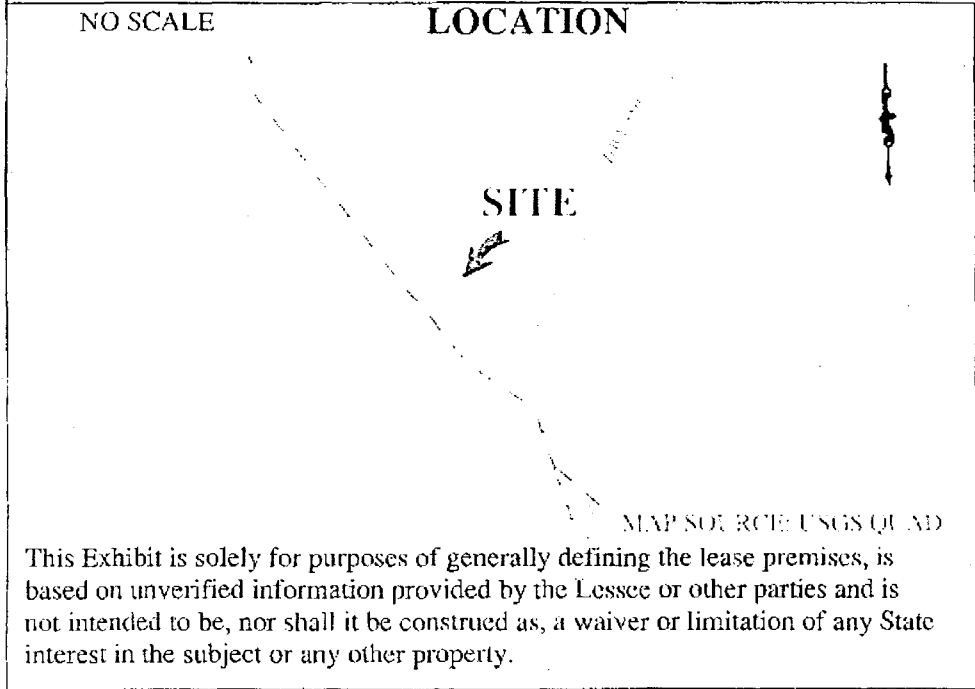 NO SCALE
LOCATION
SITE
MAP SOURCE: USGS QUAD
This Exhibit is solely for purposes of generally defining the lease premises, is
based on unverified information provided by the Lessee or other parties and is
not intended to be, nor shall it be construed as, a waiver or limitation of any State
interest in the subject or any other property.